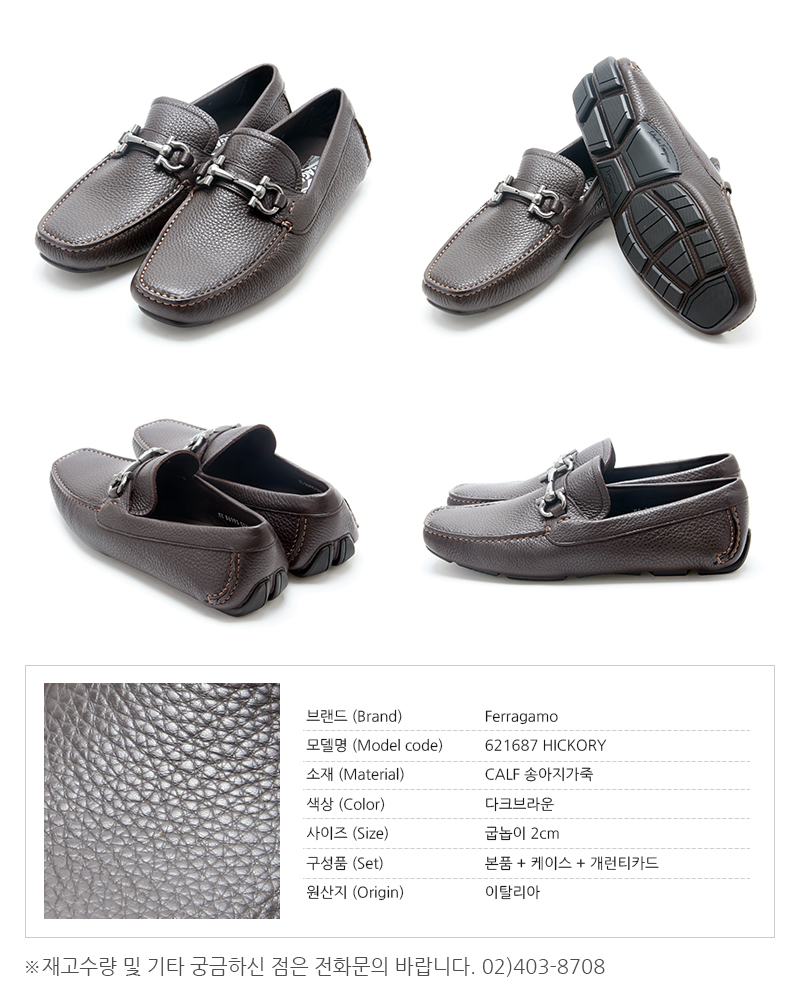 브랜드 (Brand) Ferragamo
모델명 (Model code) 621687 HICKORY
소재 (Material) CALF 송아지가죽
색상 (Color) 다크브라운
사이즈 (Size) 굽높이 2cm
구성품 (Set) 본품 + 케이스 + 개런티카드
원산지 (Origin) 이탈리아
※재고수량 및 기타 궁금하신 점은 전화문의 바랍니다. 02)403-8708